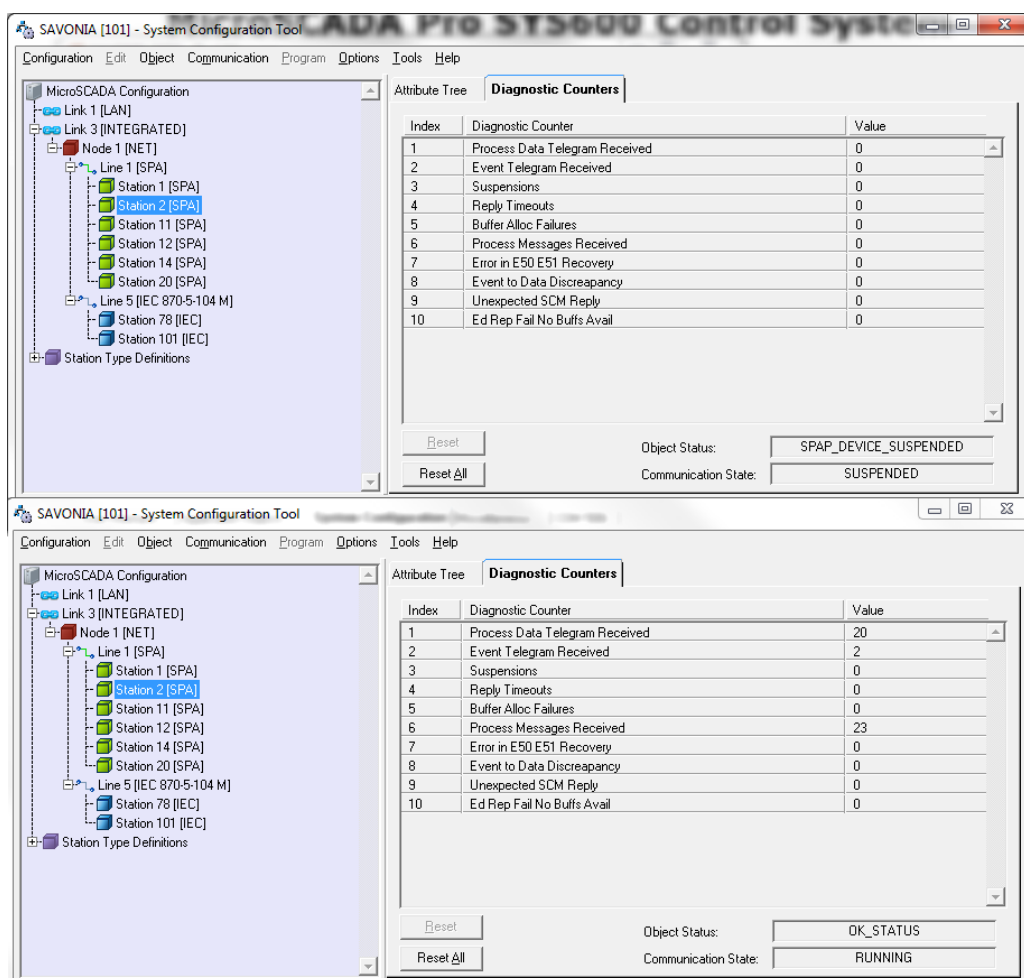 MicroSCADA Pro SYS600 Control System
SAVONIA [101] - System Configuration Tool
Configuration Edit Object Communication Program Options Tools Help
MicroSCADA Configuration
Link 1 [LAN]
Link 3 [INTEGRATED]
Node 1 [NET]
Line 1 [SPA]
Station 1 [SPA]
Station 2 [SPA]
Station 11 [SPA]
Station 12 [SPA]
Station 14 [SPA]
Station 20 [SPA]
Line 5 [IEC 870-5-104 M]
Station 78 [IEC]
Station 101 [IEC]
Station Type Definitions
Attribute Tree Diagnostic Counters
Index Diagnostic Counter Value
1 Process Data Telegram Received 0
2 Event Telegram Received 0
3 Suspensions 0
4 Reply Timeouts 0
5 Buffer Alloc Failures 0
6 Process Messages Received 0
7 Error in E50 E51 Recovery 0
8 Event to Data Discreapancy 0
9 Unexpected SCM Reply 0
10 Ed Rep Fail No Buffs Avail 0
Reset
Object Status: SPAP_DEVICE_SUSPENDED
Reset All
Communication State: SUSPENDED
SAVONIA [101] - System Configuration Tool
Configuration Edit Object Communication Program Options Tools Help
MicroSCADA Configuration
Link 1 [LAN]
Link 3 [INTEGRATED]
Node 1 [NET]
Line 1 [SPA]
Station 1 [SPA]
Station 2 [SPA]
Station 11 [SPA]
Station 12 [SPA]
Station 14 [SPA]
Station 20 [SPA]
Line 5 [IEC 870-5-104 M]
Station 78 [IEC]
Station 101 [IEC]
Station Type Definitions
Attribute Tree Diagnostic Counters
Index Diagnostic Counter Value
1 Process Data Telegram Received 20
2 Event Telegram Received 2
3 Suspensions 0
4 Reply Timeouts 0
5 Buffer Alloc Failures 0
6 Process Messages Received 23
7 Error in E50 E51 Recovery 0
8 Event to Data Discreapancy 0
9 Unexpected SCM Reply 0
10 Ed Rep Fail No Buffs Avail 0
Reset
Object Status: OK_STATUS
Reset All
Communication State: RUNNING